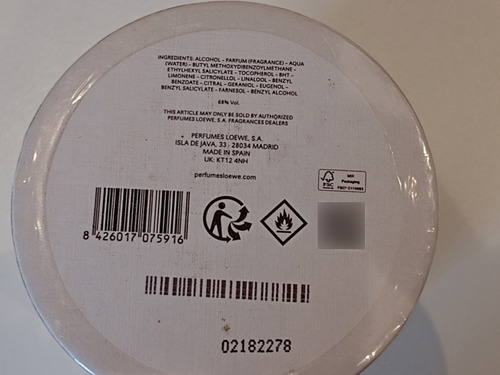 INGREDIENTS: ALCOHOL - PARFUM (FRAGRANCE) - AQUA
(WATER) - BUTYL METHOXYDIBENZOYLMETHANE -
ETHYLHEXYL SALICYLATE - TOCOPHEROL - BHT -
LIMONENE - CITRONELLOL - LINALOOL - BENZYL
BENZOATE - CITRAL - GERANIOL - EUGENOL -
BENZYL SALICYLATE - FARNESOL - BENZYL ALCOHOL
68% Vol.
THIS ARTICLE MAY ONLY BE SOLD BY AUTHORIZED
PERFUMES LOEWE, S.A. FRAGRANCES DEALERS
PERFUMES LOEWE, S.A.
ISLA DE JAVA, 33 - 28034 MADRID
MADE IN SPAIN
UK: KT12 4NH
perfumesloewe.com
FSC
MIX
Packaging
8 426017 075916
02182278